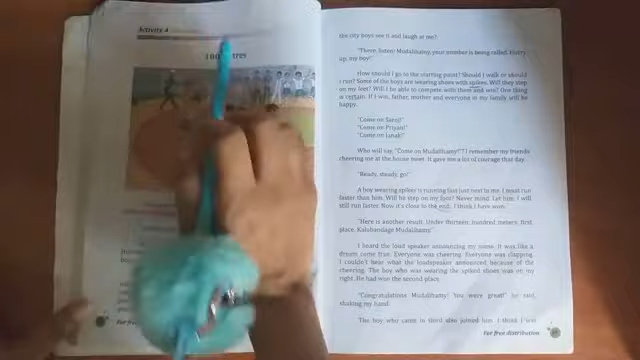 Activity 4
100 metres
For free
the city boys see it and laugh at me?
"There, listen! Mudalihamy, your number is being called. Hurry
up, my boy!"
How should I go to the starting point? Should I walk or should
I run? Some of the boys are wearing shoes with spikes. Will they step
on my feet? Will I be able to compete with them and win? One thing
is certain. If I win, father, mother and everyone in my family will be
happy.
"Come on Saroj!"
"Come on Priyan!"
"Come on Janak!"
Who will say, "Come on Mudalihamy!"? I remember my friends
cheering me at the house meet. It gave me a lot of courage that day.
"Ready, steady, go!"
A boy wearing spikes is running fast just next to me. I must run
faster than him. Will he step on my foot? Never mind. Let him. I will
still run faster. Now it's close to the end. I think I have won.
"Here is another result. Under thirteen, hundred meters, first
place, Kalubandage Mudalihami."
I heard the loud speaker announcing my name. It was like a
dream come true. Everyone was cheering. Everyone was clapping.
I couldn't hear what the loudspeaker announced because of the
cheering. The boy who was wearing the spiked shoes was on my
right. He had won the second place.
"Congratulations Mudalihamy! You were great!" he said,
shaking my hand.
The boy who came in third also joined him. I think I was
For free distribution